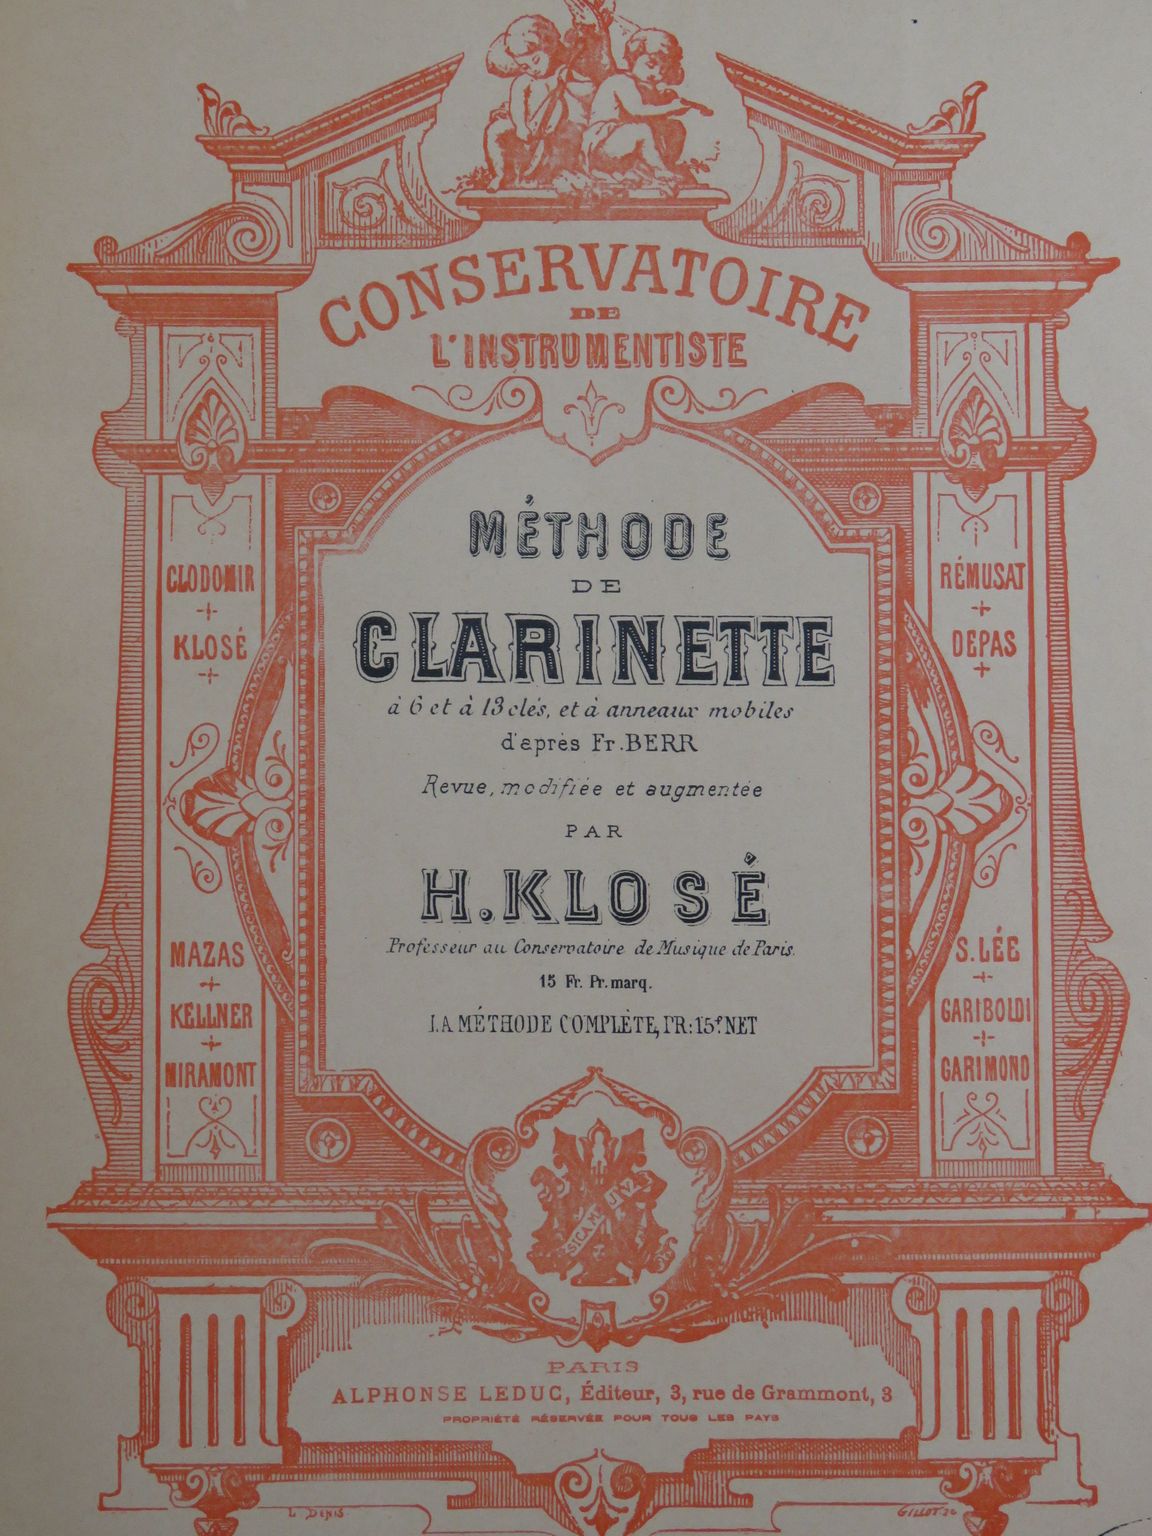 CONSERVATOIRE
DE
L'INSTRUMENTISTE
MÉTHODE
DE
CLARINETTE
à 6 et à 13 clés, et à anneaux mobiles
d'après Fr. BERR
Revue, modifiée et augmentée
PAR
H. KLOSÉ
Professeur au Conservatoire de Musique de Paris.
15 Fr. Pr. marq.
LA MÉTHODE COMPLÈTE, PR: 15f NET
CLODOMIR
KLOSÉ
MAZAS
KELLNER
MIRAMONT
RÉMUSAT
DEPAS
S. LÉE
GARIBOLDI
GARIMOND
PARIS
ALPHONSE LEDUC, Éditeur, 3, rue de Grammont, 3
PROPRIÉTÉ RÉSERVÉE POUR TOUS LES PAYS
L. DENIS
GILLOT